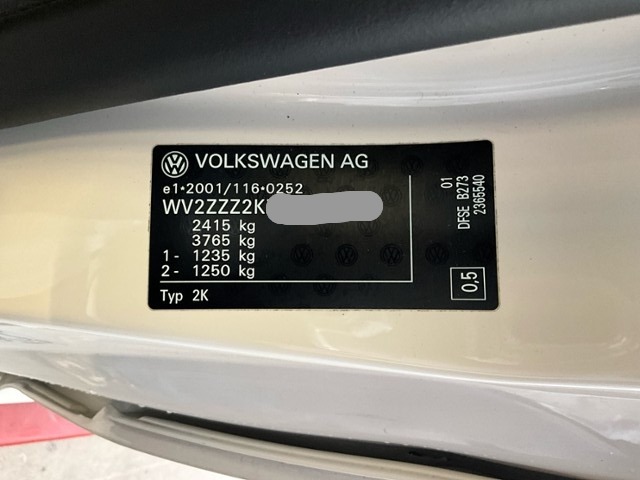 VOLKSWAGEN AG
e1*2001/116*0252
WV2ZZZ2K
2415 kg
3765 kg
1- 1235 kg
2- 1250 kg
Typ 2K
01
DFSE B273
2365540
0,5